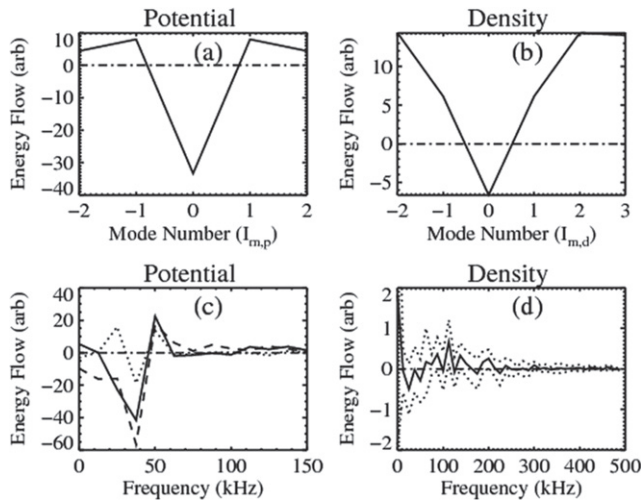 Potential
Density
Energy Flow (arb)
10
0
−10
−20
−30
−40
(a)
−2 −1 0 1 2
Mode Number (I_m,p)
Energy Flow (arb)
10
5
0
−5
(b)
−2 −1 0 1 2 3
Mode Number (I_m,d)
Potential
Density
Energy Flow (arb)
40
20
0
−20
−40
−60
(c)
0 50 100 150
Frequency (kHz)
Energy Flow (arb)
2
1
0
−1
−2
(d)
0 100 200 300 400 500
Frequency (kHz)